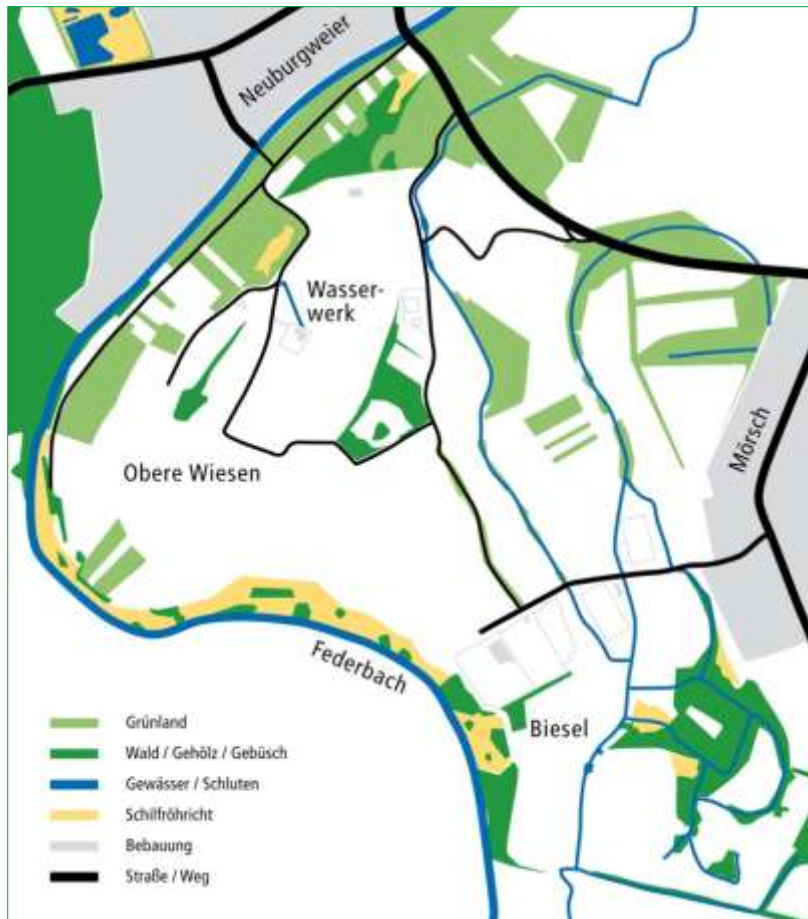 Neuburgweier
Wasser-
werk
Mörsch
Obere Wiesen
Federbach
Biesel
Grünland
Wald / Gehölz / Gebüsch
Gewässer / Schluten
Schilfröhricht
Bebauung
Straße / Weg